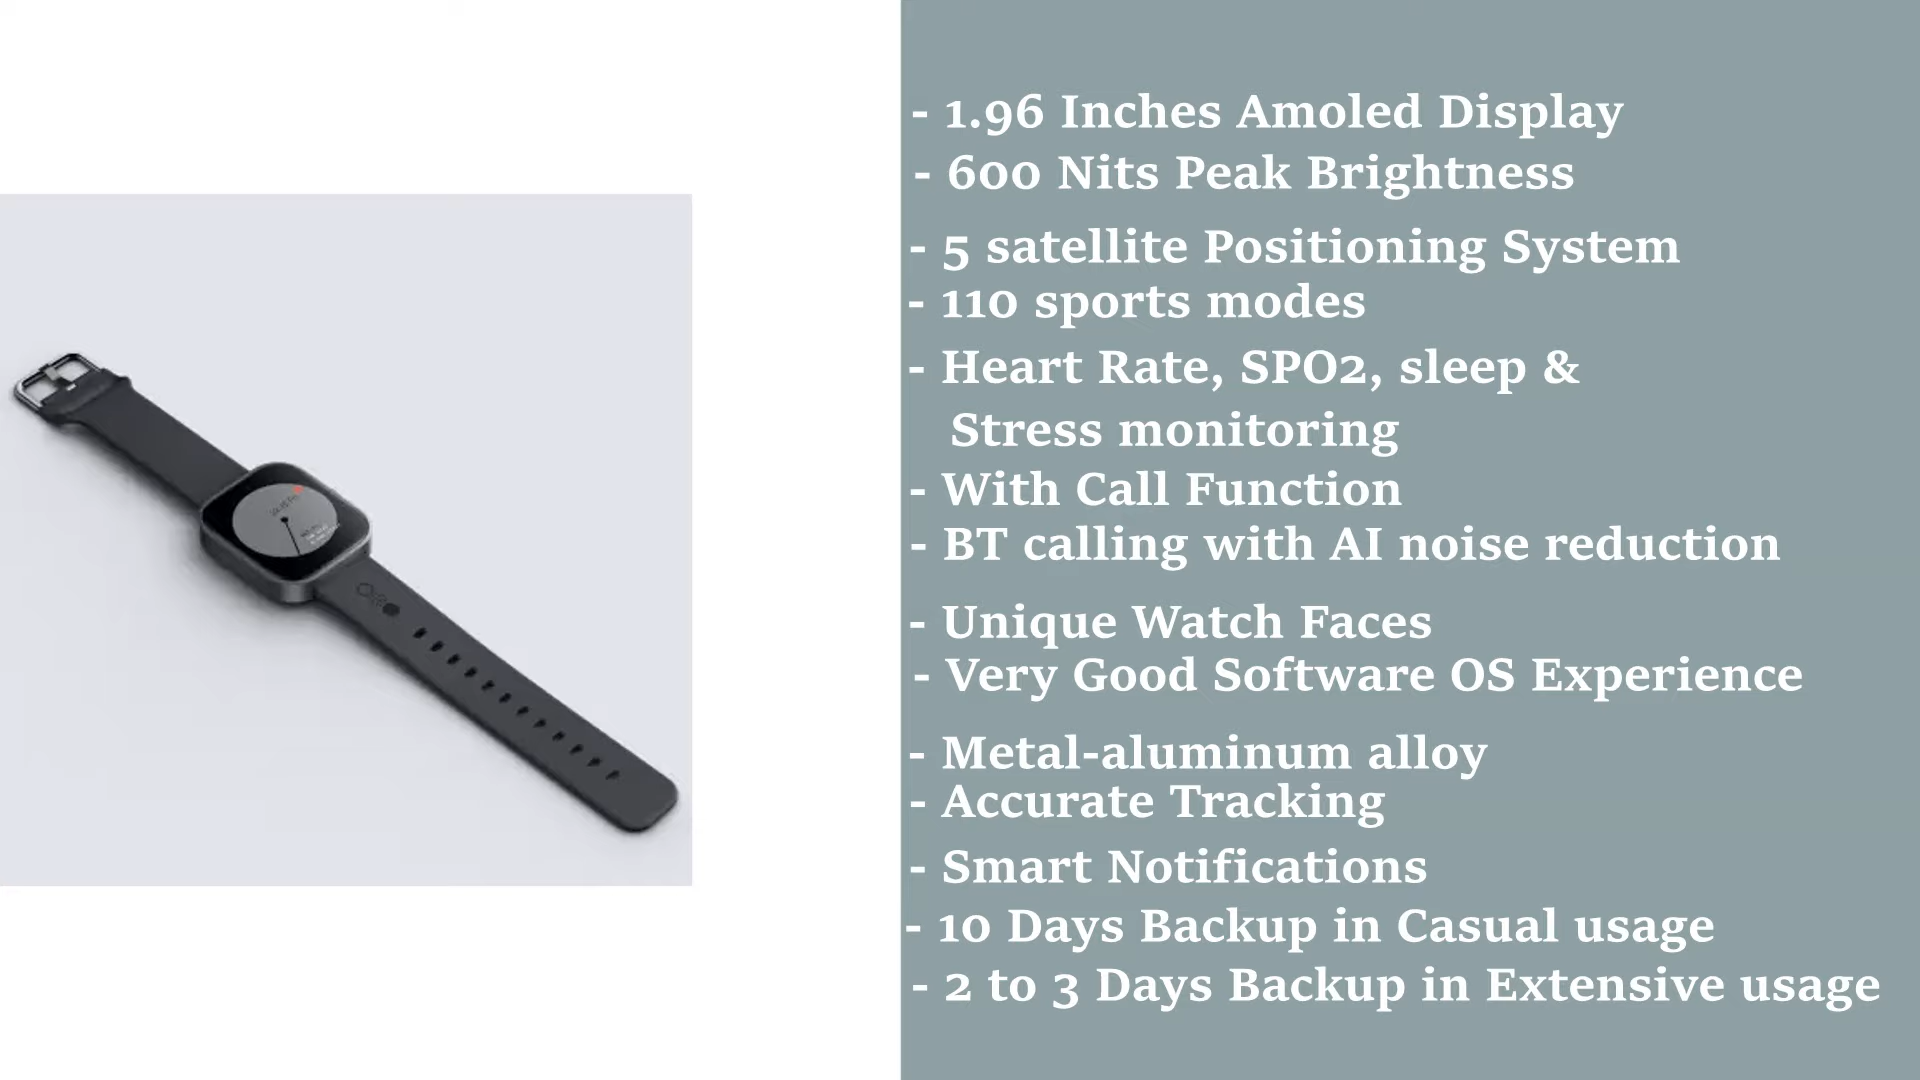 - 1.96 Inches Amoled Display
- 600 Nits Peak Brightness
- 5 satellite Positioning System
- 110 sports modes
- Heart Rate, SPO2, sleep &
Stress monitoring
- With Call Function
- BT calling with AI noise reduction
- Unique Watch Faces
- Very Good Software OS Experience
- Metal-aluminum alloy
- Accurate Tracking
- Smart Notifications
- 10 Days Backup in Casual usage
- 2 to 3 Days Backup in Extensive usage